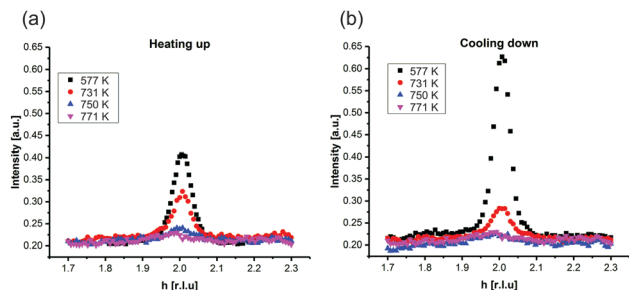 (a)
Heating up
577 K
731 K
750 K
771 K
Intensity [a.u.]
0.65
0.60
0.55
0.50
0.45
0.40
0.35
0.30
0.25
0.20
1.7 1.8 1.9 2.0 2.1 2.2 2.3
h [r.l.u]
(b)
Cooling down
577 K
731 K
750 K
771 K
Intensity [a.u.]
0.65
0.60
0.55
0.50
0.45
0.40
0.35
0.30
0.25
0.20
1.7 1.8 1.9 2.0 2.1 2.2 2.3
h [r.l.u]